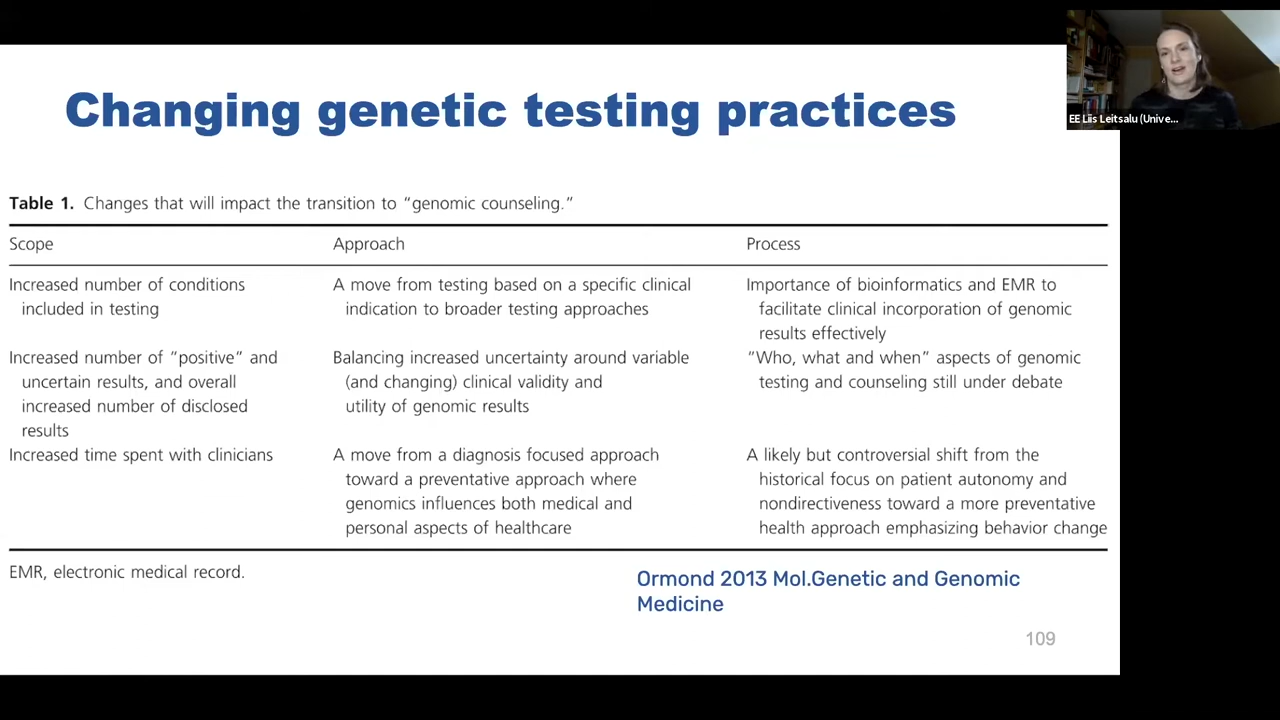 Changing genetic testing practices
EE Liis Leitsalu (Unive...
Table 1. Changes that will impact the transition to “genomic counseling.”
Scope
Approach
Process
Increased number of conditions
included in testing
A move from testing based on a specific clinical
indication to broader testing approaches
Importance of bioinformatics and EMR to
facilitate clinical incorporation of genomic
results effectively
Increased number of “positive” and
uncertain results, and overall
increased number of disclosed
results
Balancing increased uncertainty around variable
(and changing) clinical validity and
utility of genomic results
“Who, what and when” aspects of genomic
testing and counseling still under debate
Increased time spent with clinicians
A move from a diagnosis focused approach
toward a preventative approach where
genomics influences both medical and
personal aspects of healthcare
A likely but controversial shift from the
historical focus on patient autonomy and
nondirectiveness toward a more preventative
health approach emphasizing behavior change
EMR, electronic medical record.
Ormond 2013 Mol.Genetic and Genomic
Medicine
109